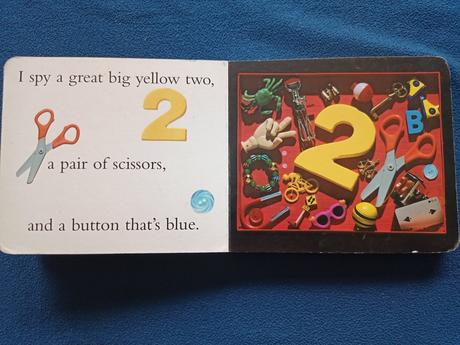 I spy a great big yellow two,
2
a pair of scissors,
and a button that's blue.
2
B